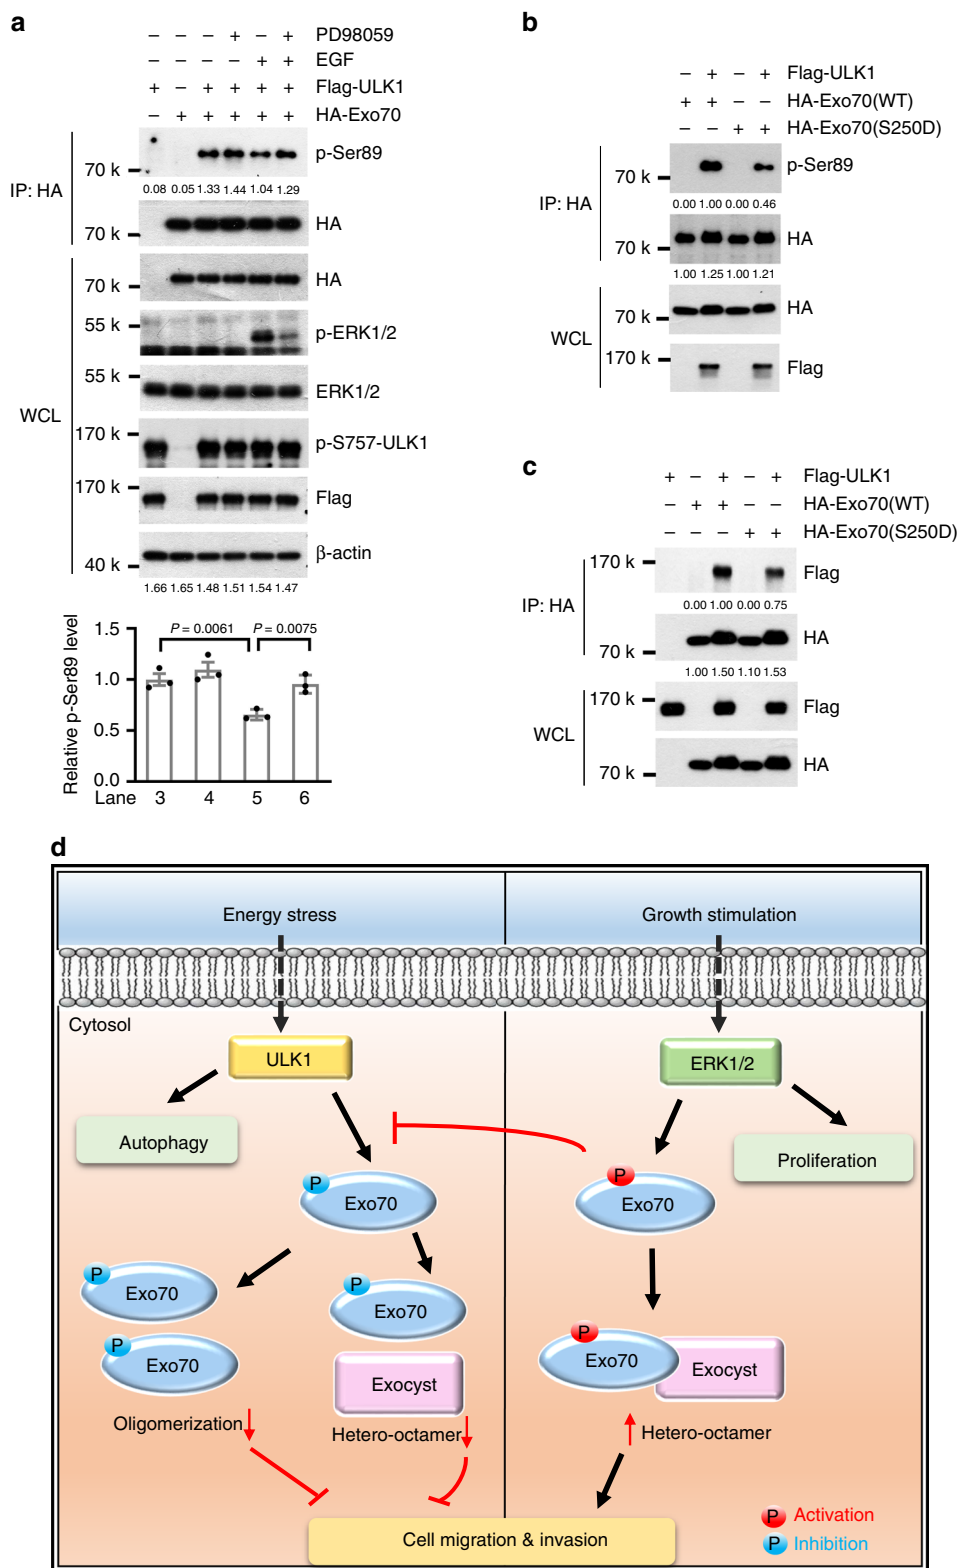 a
− − − + − + PD98059
− − − − + + EGF
+ − + + + + Flag-ULK1
− + + + + + HA-Exo70
IP: HA
70 k p-Ser89
0.08 0.05 1.33 1.44 1.04 1.29
70 k HA
WCL
70 k HA
55 k p-ERK1/2
55 k ERK1/2
170 k p-S757-ULK1
170 k Flag
40 k β-actin
1.66 1.65 1.48 1.51 1.54 1.47
Relative p-Ser89 level
1.5
1.0
0.5
0.0
P = 0.0061 P = 0.0075
Lane 3 4 5 6
b
− + − + Flag-ULK1
+ + − − HA-Exo70(WT)
− − + + HA-Exo70(S250D)
IP: HA
70 k p-Ser89
0.00 1.00 0.00 0.46
70 k HA
1.00 1.25 1.00 1.21
WCL
70 k HA
170 k Flag
c
+ − + − + Flag-ULK1
− + + − − HA-Exo70(WT)
− − − + + HA-Exo70(S250D)
IP: HA
170 k Flag
0.00 1.00 0.00 0.75
70 k HA
1.00 1.50 1.10 1.53
WCL
170 k Flag
70 k HA
d
Energy stress Growth stimulation
Cytosol
ULK1 ERK1/2
Autophagy Proliferation
P Exo70 P Exo70
P Exo70 P Exo70
P Exo70 Exocyst P Exo70 Exocyst
Oligomerization Hetero-octamer Hetero-octamer
Cell migration & invasion
P Activation
P Inhibition